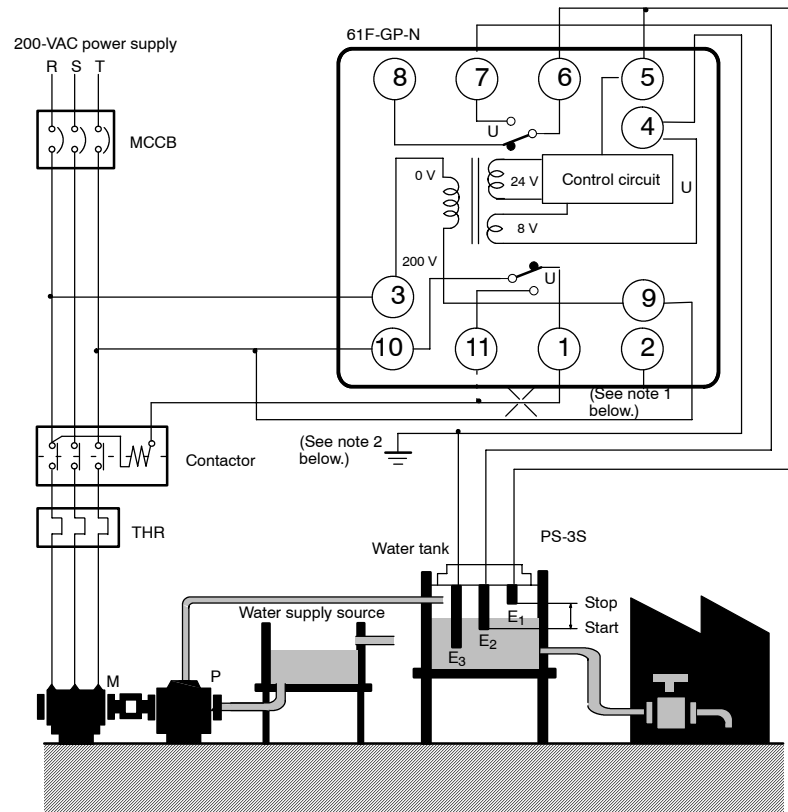 61F-GP-N
200-VAC power supply
R S T
MCCB
8 7 6 5
4
U
0 V
24 V
Control circuit
U
8 V
200 V
U
3
9
10 11 1 2
(See note 1
below.)
(See note 2
below.)
Contactor
THR
PS-3S
Water tank
Water supply source
Stop
E1
Start
E2
E3
M
P